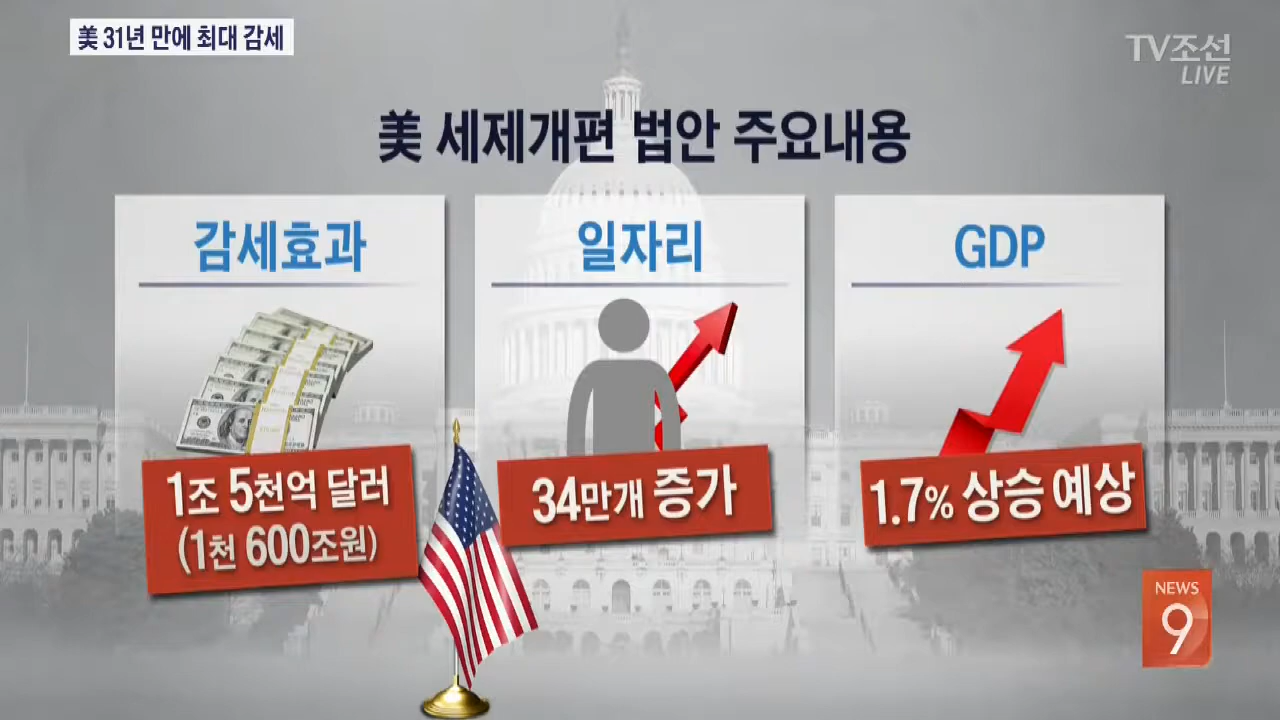 美 31년 만에 최대 감세
TV조선
LIVE
美 세제개편 법안 주요내용
감세효과
1조 5천억 달러
(1천 600조원)
일자리
34만개 증가
GDP
1.7% 상승 예상
NEWS
9